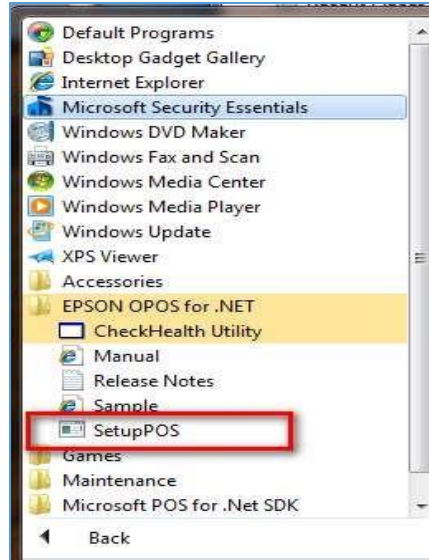 Default Programs
Desktop Gadget Gallery
Internet Explorer
Microsoft Security Essentials
Windows DVD Maker
Windows Fax and Scan
Windows Media Center
Windows Media Player
Windows Update
XPS Viewer
Accessories
EPSON OPOS for .NET
CheckHealth Utility
Manual
Release Notes
Sample
SetupPOS
Games
Maintenance
Microsoft POS for .Net SDK
Back